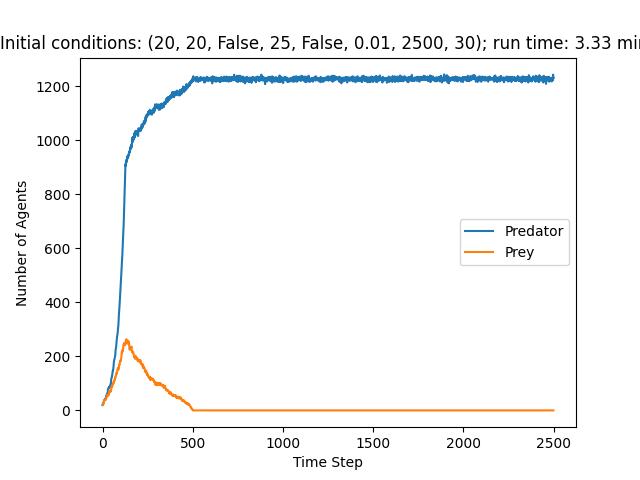 Initial conditions: (20, 20, False, 25, False, 0.01, 2500, 30); run time: 3.33 min
1200
1000
800
600
400
200
0
Number of Agents
Predator
Prey
0 500 1000 1500 2000 2500
Time Step